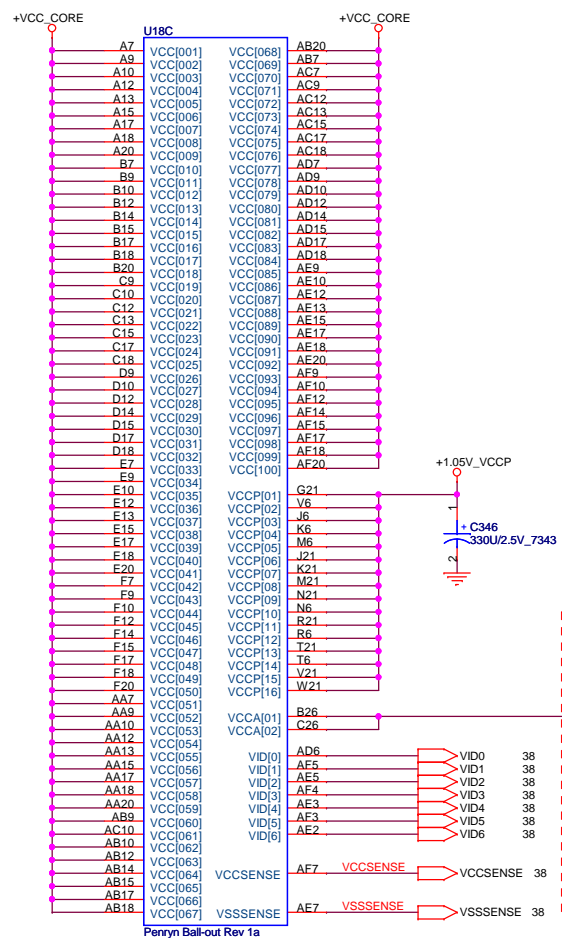 +VCC_CORE +VCC_CORE
U18C
A7 VCC[001] VCC[068] AB20
A9 VCC[002] VCC[069] AB7
A10 VCC[003] VCC[070] AC7
A12 VCC[004] VCC[071] AC9
A13 VCC[005] VCC[072] AC12
A15 VCC[006] VCC[073] AC13
A17 VCC[007] VCC[074] AC15
A18 VCC[008] VCC[075] AC17
A20 VCC[009] VCC[076] AC18
B7 VCC[010] VCC[077] AD7
B9 VCC[011] VCC[078] AD9
B10 VCC[012] VCC[079] AD10
B12 VCC[013] VCC[080] AD12
B14 VCC[014] VCC[081] AD14
B15 VCC[015] VCC[082] AD15
B17 VCC[016] VCC[083] AD17
B18 VCC[017] VCC[084] AD18
B20 VCC[018] VCC[085] AE9
C9 VCC[019] VCC[086] AE10
C10 VCC[020] VCC[087] AE12
C12 VCC[021] VCC[088] AE13
C13 VCC[022] VCC[089] AE15
C15 VCC[023] VCC[090] AE17
C17 VCC[024] VCC[091] AE18
C18 VCC[025] VCC[092] AE20
D9 VCC[026] VCC[093] AF9
D10 VCC[027] VCC[094] AF10
D12 VCC[028] VCC[095] AF12
D14 VCC[029] VCC[096] AF14
D15 VCC[030] VCC[097] AF15
D17 VCC[031] VCC[098] AF17
D18 VCC[032] VCC[099] AF18
E7 VCC[033] VCC[100] AF20
E9 VCC[034]
+1.05V_VCCP
E10 VCC[035] VCCP[01] G21
E12 VCC[036] VCCP[02] V6
E13 VCC[037] VCCP[03] J6
E15 VCC[038] VCCP[04] K6
E17 VCC[039] VCCP[05] M6
E18 VCC[040] VCCP[06] J21
E20 VCC[041] VCCP[07] K21
F7 VCC[042] VCCP[08] M21
F9 VCC[043] VCCP[09] N21
F10 VCC[044] VCCP[10] N6
F12 VCC[045] VCCP[11] R21
F14 VCC[046] VCCP[12] R6
F15 VCC[047] VCCP[13] T21
F17 VCC[048] VCCP[14] T6
F18 VCC[049] VCCP[15] V21
F20 VCC[050] VCCP[16] W21
1
+ C346
330U/2.5V_7343
2
AA7 VCC[051]
AA9 VCC[052] VCCA[01] B26
AA10 VCC[053] VCCA[02] C26
AA12 VCC[054]
AA13 VCC[055] VID[0] AD6 VID0 38
AA15 VCC[056] VID[1] AF5 VID1 38
AA17 VCC[057] VID[2] AE5 VID2 38
AA18 VCC[058] VID[3] AF4 VID3 38
AA20 VCC[059] VID[4] AE3 VID4 38
AB9 VCC[060] VID[5] AF3 VID5 38
AC10 VCC[061] VID[6] AE2 VID6 38
AB10 VCC[062]
AB12 VCC[063]
AB14 VCC[064] VCCSENSE AF7 VCCSENSE VCCSENSE 38
AB15 VCC[065]
AB17 VCC[066]
AB18 VCC[067] VSSSENSE AE7 VSSSENSE VSSSENSE 38
Penryn Ball-out Rev 1a